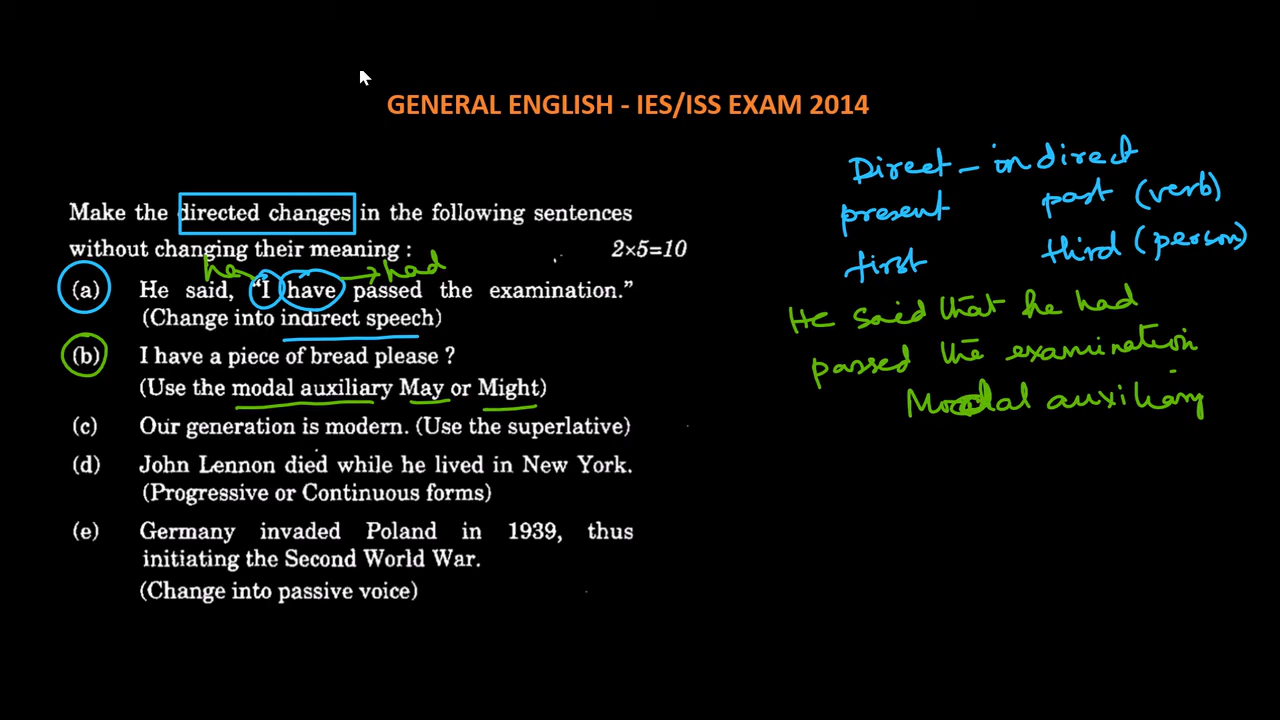 GENERAL ENGLISH - IES/ISS EXAM 2014
Direct - indirect
present past (verb)
first third (person)
Make the directed changes in the following sentences
without changing their meaning : 2×5=10
he had
(a) He said, "I have passed the examination."
(Change into indirect speech)
He said that he had
passed the examination
(b) I have a piece of bread please ?
(Use the modal auxiliary May or Might)
Modal auxiliary
(c) Our generation is modern. (Use the superlative)
(d) John Lennon died while he lived in New York.
(Progressive or Continuous forms)
(e) Germany invaded Poland in 1939, thus
initiating the Second World War.
(Change into passive voice)